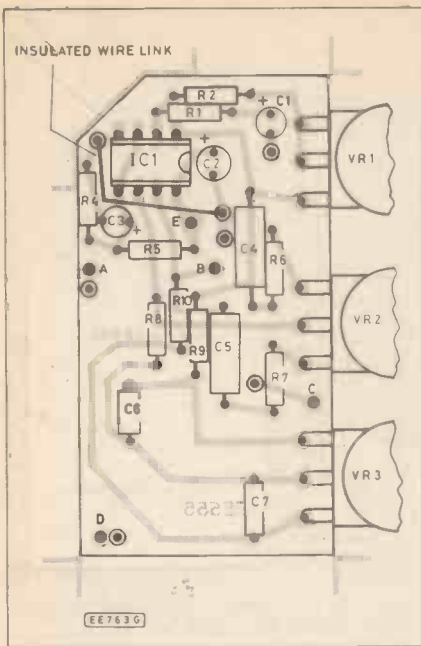 INSULATED WIRE LINK
R2
+ C1
R1
VR1
IC1
+
C2
R4
C3
+
E
R5
C4
R6
A
B
R10
R8
VR2
R9
C5
R7
C
C6
VR3
C7
D
EE763G